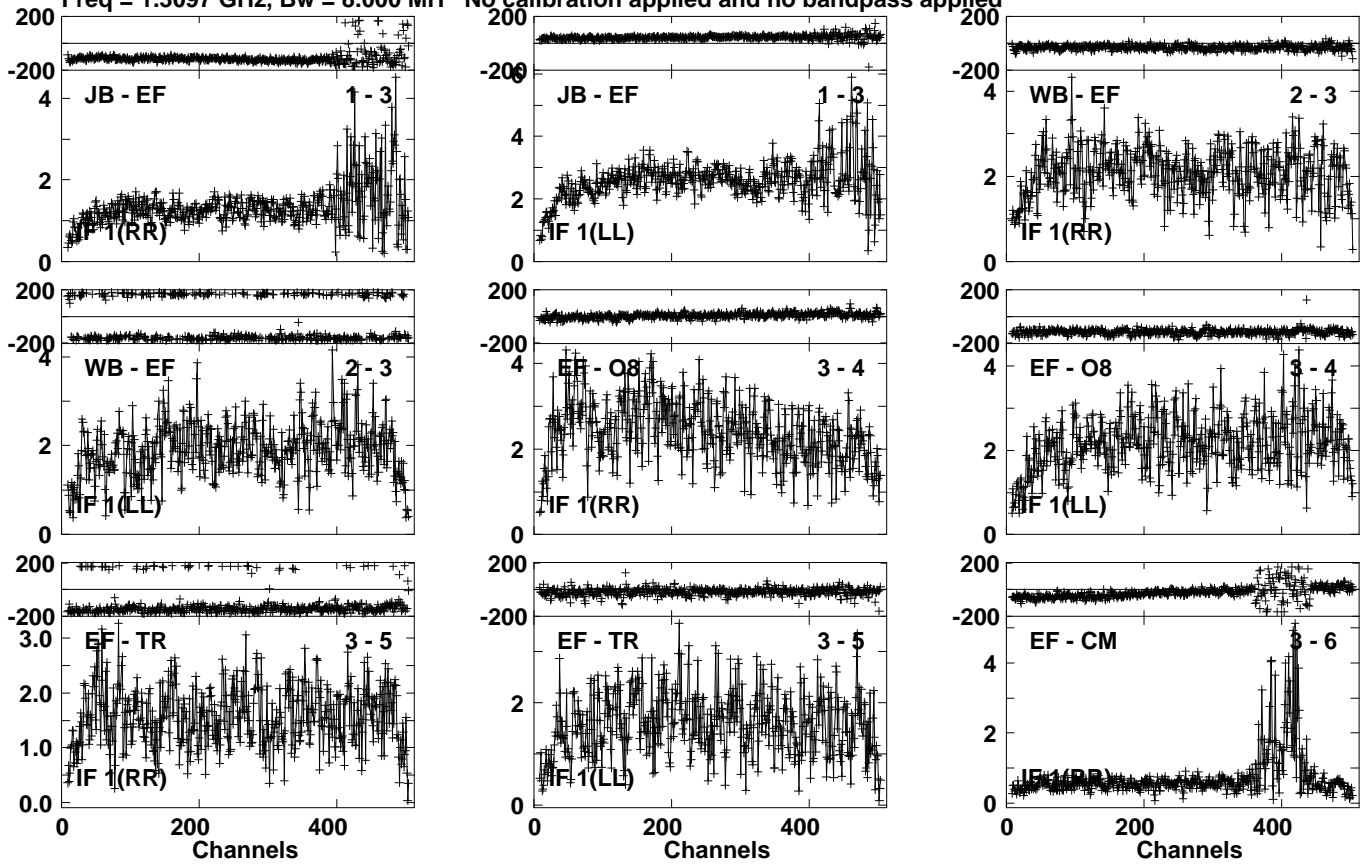 Freq = 1.3097 GHz, Bw = 8.000 MH No calibration applied and no bandpass applied
200
-200
4
2
0
JB - EF 1 - 3
IF 1(RR)
-200
6
4
2
0
JB - EF 1 - 3
IF 1(LL)
200
-200
4
2
0
WB - EF 2 - 3
IF 1(RR)
200
-200
4
2
0
WB - EF 2 - 3
IF 1(LL)
200
-200
4
2
0
EF - O8 3 - 4
IF 1(RR)
200
-200
4
2
0
EF - O8 3 - 4
IF 1(LL)
200
-200
3.0
2.0
1.0
0.0
EF - TR 3 - 5
IF 1(RR)
0 200 400
Channels
200
-200
2
0
EF - TR 3 - 5
IF 1(LL)
0 200 400
Channels
200
-200
4
2
0
EF - CM 3 - 6
IF 1(RR)
0 200 400
Channels